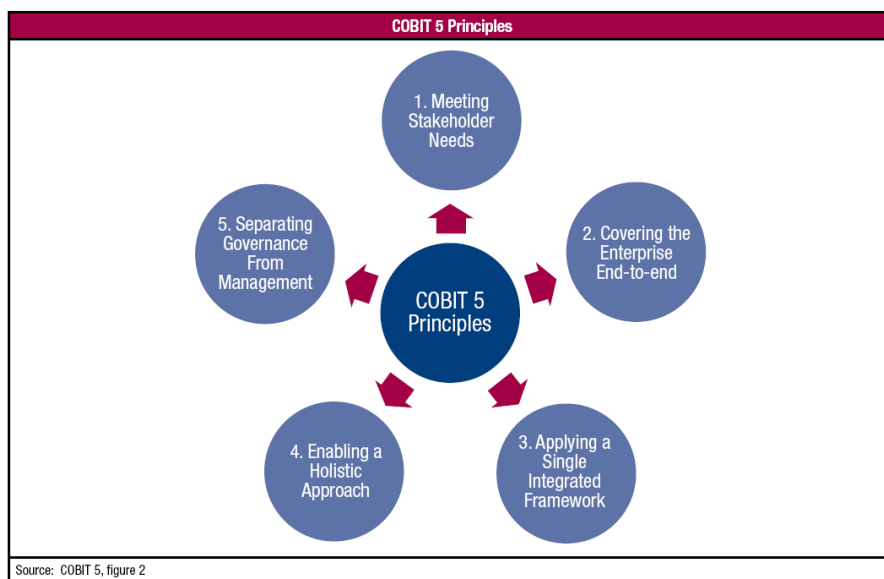 COBIT 5 Principles
1. Meeting
Stakeholder
Needs
5. Separating
Governance
From
Management
2. Covering the
Enterprise
End-to-end
COBIT 5
Principles
4. Enabling a
Holistic
Approach
3. Applying a
Single
Integrated
Framework
Source: COBIT 5, figure 2